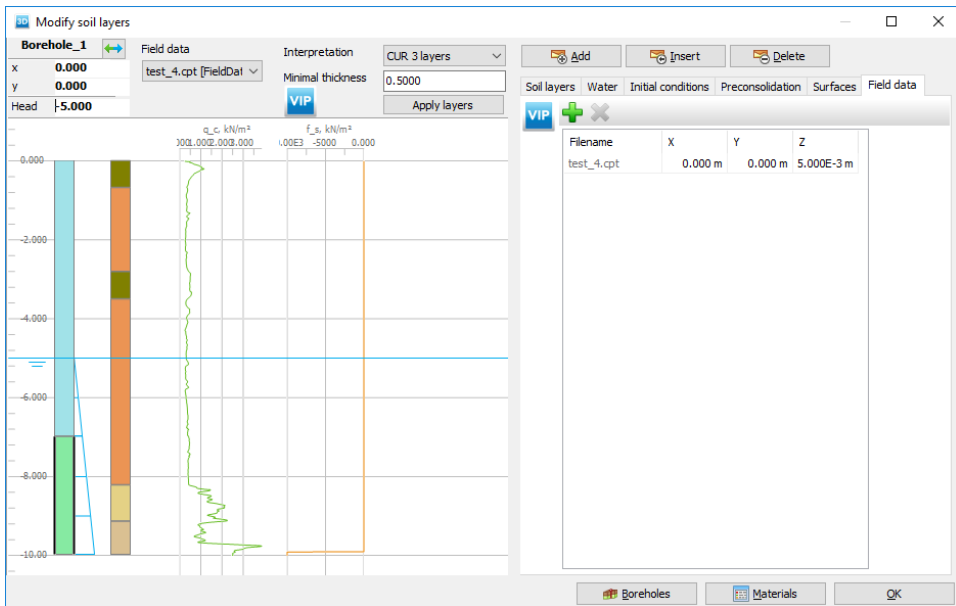 3D Modify soil layers
Borehole_1
x 0.000
y 0.000
Head -5.000
Field data
test_4.cpt [FieldDat
Interpretation CUR 3 layers
Minimal thickness 0.5000
VIP Apply layers
q_c, kN/m² f_s, kN/m²
-5000 0.000
0.000
-2.000
-4.000
-6.000
-8.000
-10.00
Add Insert Delete
Soil layers Water Initial conditions Preconsolidation Surfaces Field data
VIP
Filename X Y Z
test_4.cpt 0.000 m 0.000 m 5.000E-3 m
Boreholes Materials OK